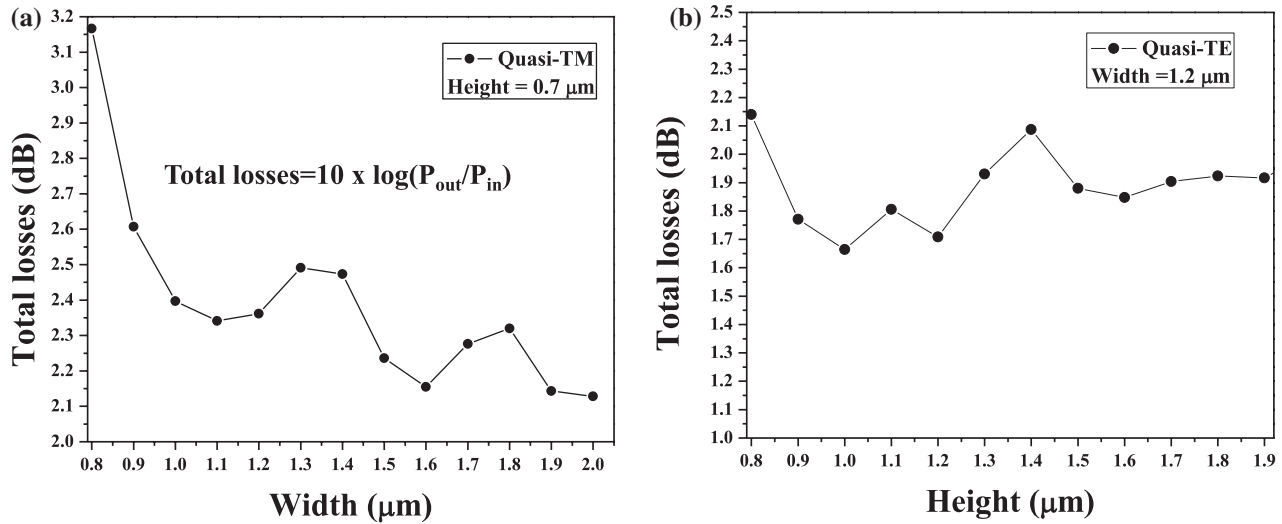 (a)
3.2
3.1
3.0
2.9
2.8
2.7
2.6
2.5
2.4
2.3
2.2
2.1
2.0
Total losses (dB)
Quasi-TM
Height = 0.7 μm
Total losses=10 x log(P_out/P_in)
0.8 0.9 1.0 1.1 1.2 1.3 1.4 1.5 1.6 1.7 1.8 1.9 2.0
Width (μm)
(b)
2.5
2.4
2.3
2.2
2.1
2.0
1.9
1.8
1.7
1.6
1.5
1.4
1.3
1.2
1.1
1.0
Total losses (dB)
Quasi-TE
Width =1.2 μm
0.8 0.9 1.0 1.1 1.2 1.3 1.4 1.5 1.6 1.7 1.8 1.9
Height (μm)